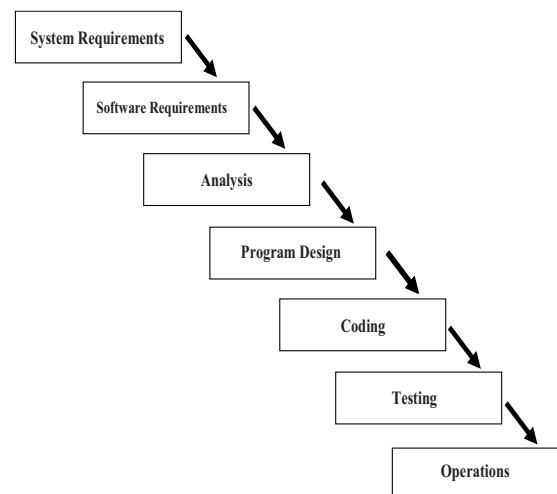 System Requirements
Software Requirements
Analysis
Program Design
Coding
Testing
Operations